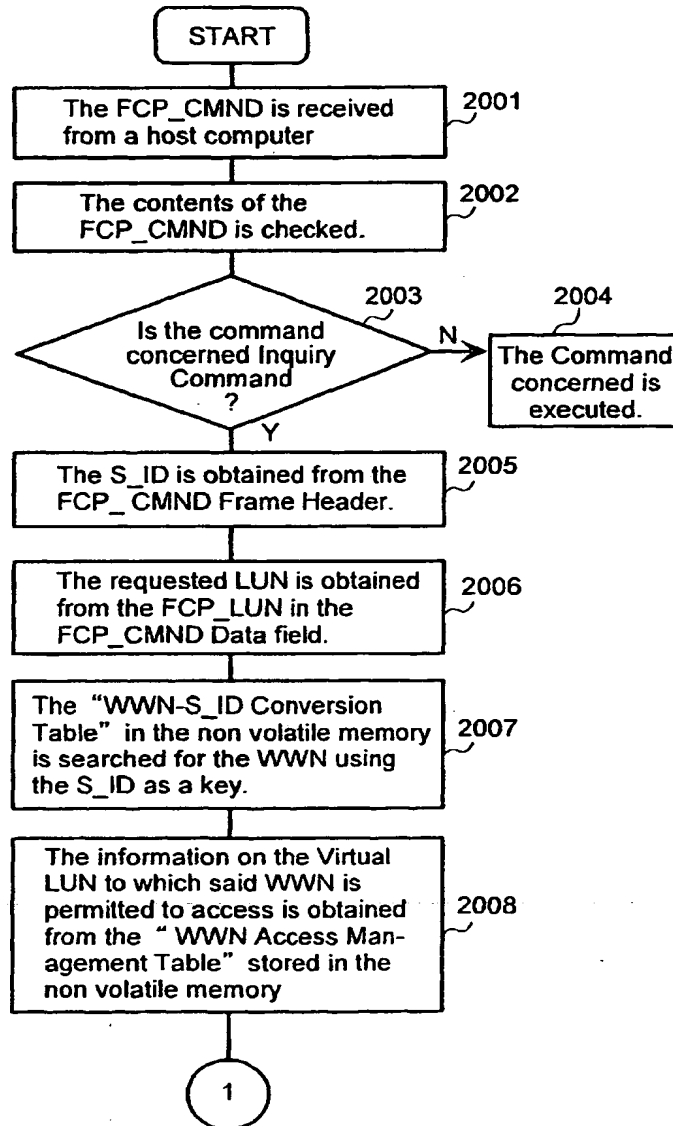 START
The FCP_CMND is received
from a host computer
2001
The contents of the
FCP_CMND is checked.
2002
2003
Is the command
concerned Inquiry
Command
?
N
Y
2004
The Command
concerned is
executed.
The S_ID is obtained from the
FCP_ CMND Frame Header.
2005
The requested LUN is obtained
from the FCP_LUN in the
FCP_CMND Data field.
2006
The “WWN-S_ID Conversion
Table” in the non volatile memory
is searched for the WWN using
the S_ID as a key.
2007
The information on the Virtual
LUN to which said WWN is
permitted to access is obtained
from the “ WWN Access Man-
agement Table” stored in the
non volatile memory
2008
1